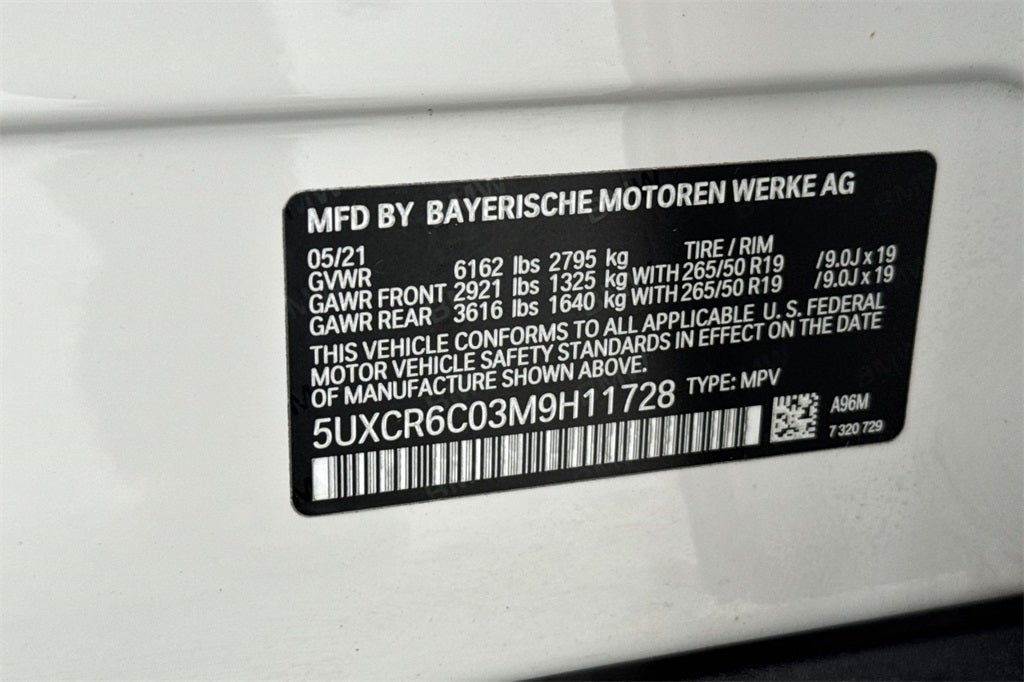 MFD BY BAYERISCHE MOTOREN WERKE AG
05/21 TIRE / RIM
GVWR 6162 lbs 2795 kg
GAWR FRONT 2921 lbs 1325 kg WITH 265/50 R19 /9.0J x 19
GAWR REAR 3616 lbs 1640 kg WITH 265/50 R19 /9.0J x 19
THIS VEHICLE CONFORMS TO ALL APPLICABLE U. S. FEDERAL
MOTOR VEHICLE SAFETY STANDARDS IN EFFECT ON THE DATE
OF MANUFACTURE SHOWN ABOVE.
5UXCR6C03M9H11728 TYPE: MPV
A96M
7 320 729